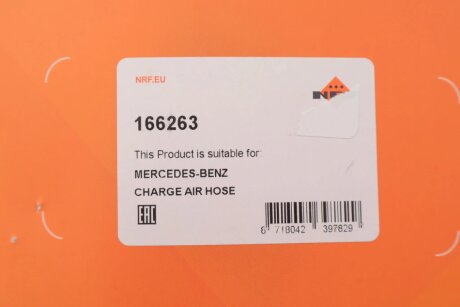 NRF.EU
166263
This Product is suitable for:
MERCEDES-BENZ
CHARGE AIR HOSE
EAC
8 718042 397829